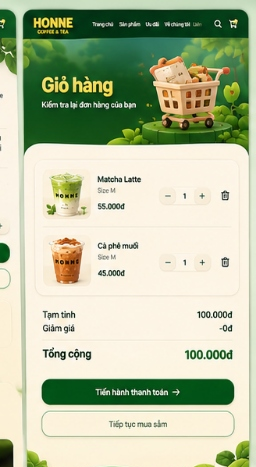 HONNE
COFFEE & TEA
Trang chủ Sản phẩm Ưu đãi Về chúng tôi
Giỏ hàng
Kiểm tra lại đơn hàng của bạn
HONNE
Matcha Latte
Size M
55.000đ
− 1 +
HONNE
Cà phê muối
Size M
45.000đ
− 1 +
Tạm tính 100.000đ
Giảm giá -0đ
Tổng cộng 100.000đ
Tiến hành thanh toán →
Tiếp tục mua sắm